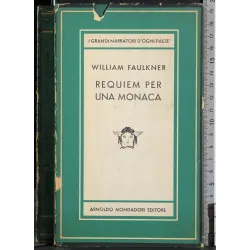 I GRANDI NARRATORI D'OGNI PAESE
WILLIAM FAULKNER
REQUIEM PER
UNA MONACA
ARNOLDO MONDADORI EDITORE